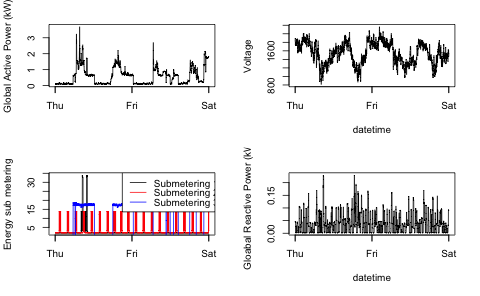 Global Active Power (kW)
3
2
1
0
Thu
Fri
Sat
Voltage
1600
800
Thu
Fri
Sat
datetime
Energy sub metering
30
15
5
Submetering
Submetering
Submetering
Thu
Fri
Sat
Gloabal Reactive Power (kW
0.15
0.00
Thu
Fri
Sat
datetime